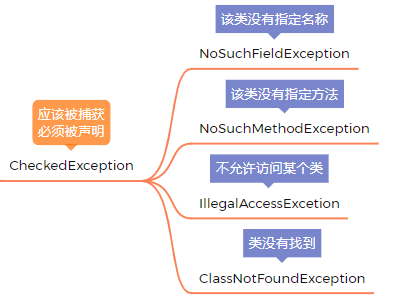 该类没有指定名称
NoSuchFieldException
该类没有指定方法
NoSuchMethodException
应该被捕获
必须被声明
CheckedException
不允许访问某个类
IllegalAccessExcetion
类没有找到
ClassNotFoundException